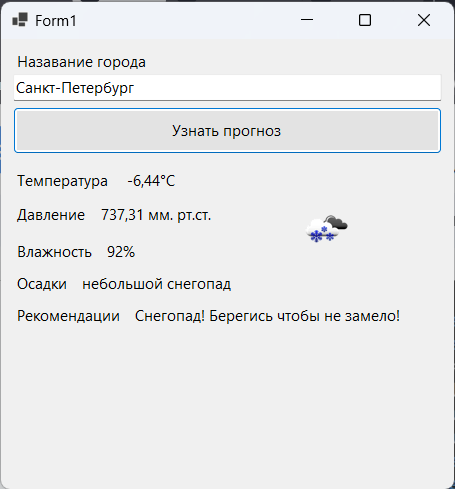 Form1
Назавание города
Санкт-Петербург
Узнать прогноз
Температура -6,44°C
Давление 737,31 мм. рт.ст.
Влажность 92%
Осадки небольшой снегопад
Рекомендации Снегопад! Берегись чтобы не замело!